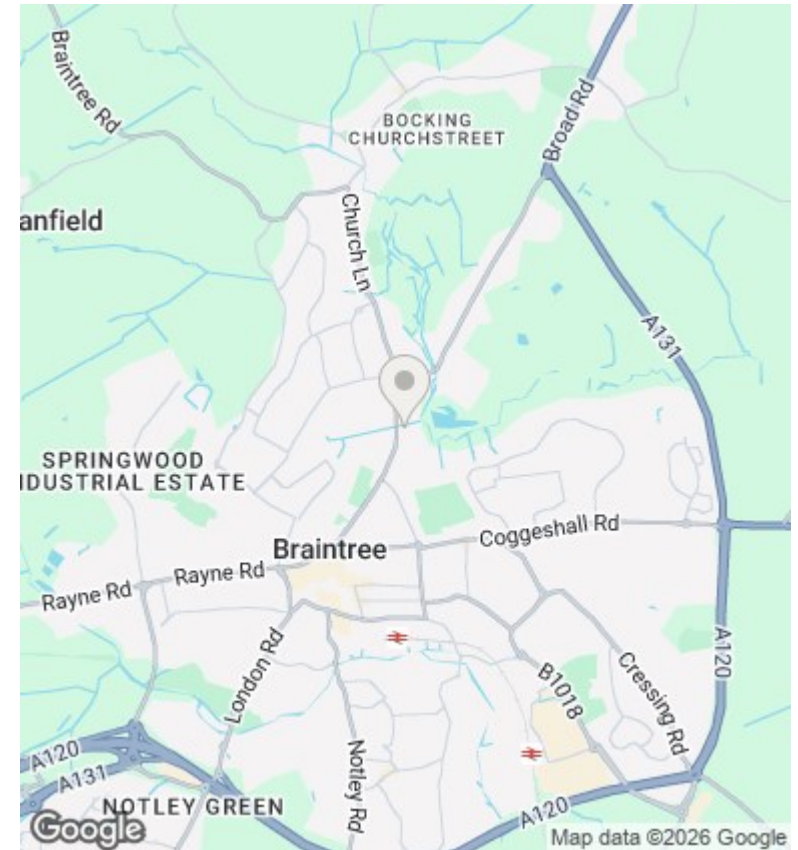 Braintree Rd
BOCKING
CHURCHSTREET
Broad Rd
anfield
Church Ln
A131
SPRINGWOOD
NDUSTRIAL ESTATE
Coggeshall Rd
Braintree
Rayne Rd
Rayne Rd
London Rd
Notley Rd
B1018
Cressing Rd
A120
A120
A131
NOTLEY GREEN
A120
Google
Map data ©2026 Google